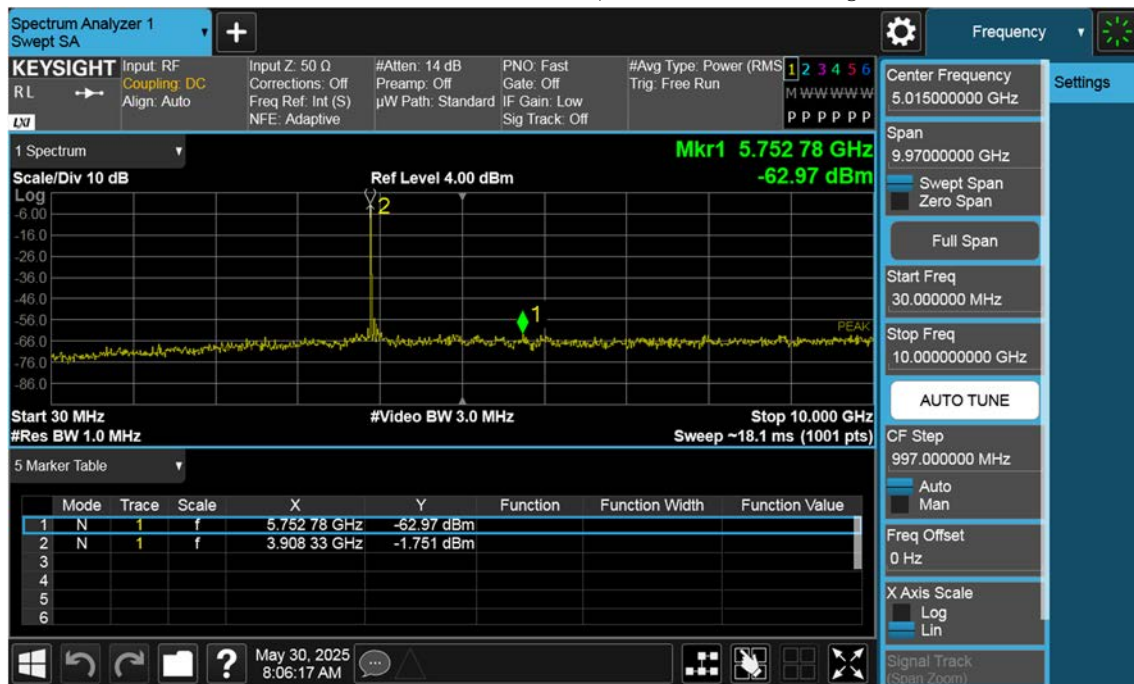 Spectrum Analyzer 1
Swept SA
Frequency
KEYSIGHT
RL
LXI
Input: RF
Coupling: DC
Align: Auto
Input Z: 50 Ω
Corrections: Off
Freq Ref: Int (S)
NFE: Adaptive
#Atten: 14 dB
Preamp: Off
µW Path: Standard
PNO: Fast
Gate: Off
IF Gain: Low
Sig Track: Off
#Avg Type: Power (RMS
Trig: Free Run
1 2 3 4 5 6
M W W W W W
P P P P P P
1 Spectrum
Mkr1 5.752 78 GHz
-62.97 dBm
Scale/Div 10 dB
Ref Level 4.00 dBm
Log
-6.00
-16.0
-26.0
-36.0
-46.0
-56.0
-66.0
-76.0
-86.0
2
1
PEAK
Start 30 MHz
#Video BW 3.0 MHz
Stop 10.000 GHz
#Res BW 1.0 MHz
Sweep ~18.1 ms (1001 pts)
5 Marker Table
Mode Trace Scale X Y Function Function Width Function Value
1 N 1 f 5.752 78 GHz -62.97 dBm
2 N 1 f 3.908 33 GHz -1.751 dBm
3
4
5
6
May 30, 2025
8:06:17 AM
Center Frequency
5.015000000 GHz
Span
9.97000000 GHz
Swept Span
Zero Span
Full Span
Start Freq
30.000000 MHz
Stop Freq
10.000000000 GHz
AUTO TUNE
CF Step
997.000000 MHz
Auto
Man
Freq Offset
0 Hz
X Axis Scale
Log
Lin
Signal Track
(Span Zoom)
Settings